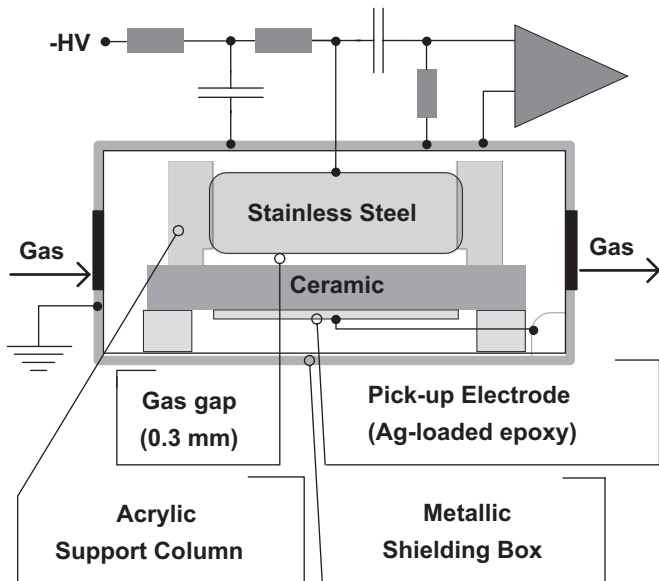 -HV
Stainless Steel
Gas
Gas
Ceramic
Gas gap
(0.3 mm)
Pick-up Electrode
(Ag-loaded epoxy)
Acrylic
Support Column
Metallic
Shielding Box